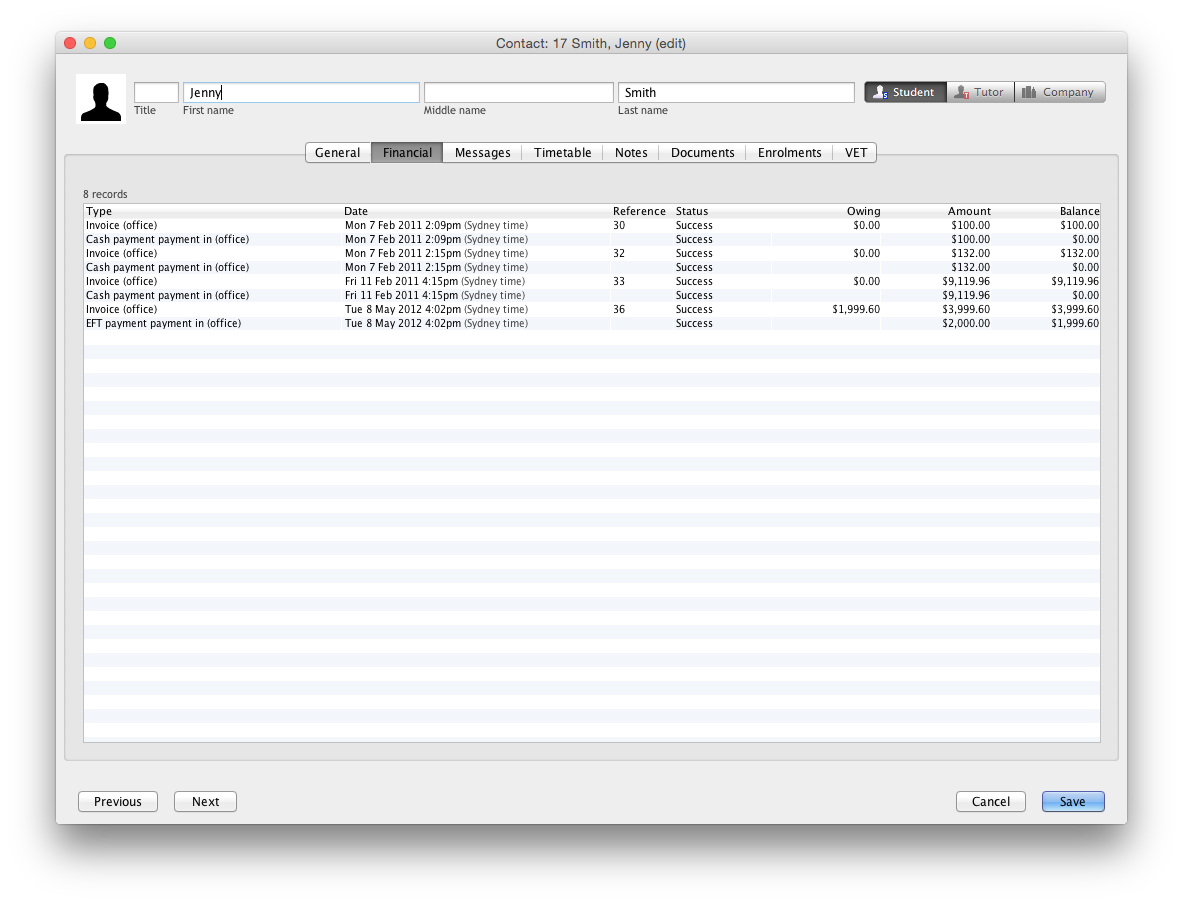 Contact: 17 Smith, Jenny (edit)
Jenny Smith Student Tutor Company
Title First name Middle name Last name
General Financial Messages Timetable Notes Documents Enrolments VET
8 records
Type Date Reference Status Owing Amount Balance
Invoice (office) Mon 7 Feb 2011 2:09pm (Sydney time) 30 Success $0.00 $100.00 $100.00
Cash payment payment in (office) Mon 7 Feb 2011 2:09pm (Sydney time) Success $100.00 $0.00
Invoice (office) Mon 7 Feb 2011 2:15pm (Sydney time) 32 Success $0.00 $132.00 $132.00
Cash payment payment in (office) Mon 7 Feb 2011 2:15pm (Sydney time) Success $132.00 $0.00
Invoice (office) Fri 11 Feb 2011 4:15pm (Sydney time) 33 Success $0.00 $9,119.96 $9,119.96
Cash payment payment in (office) Fri 11 Feb 2011 4:15pm (Sydney time) Success $9,119.96 $0.00
Invoice (office) Tue 8 May 2012 4:02pm (Sydney time) 36 Success $1,999.60 $3,999.60 $3,999.60
EFT payment payment in (office) Tue 8 May 2012 4:02pm (Sydney time) Success $2,000.00 $1,999.60
Previous Next Cancel Save